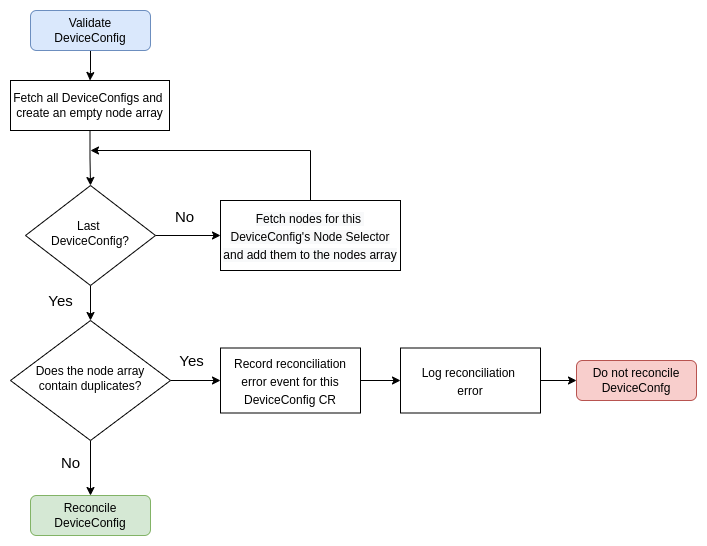 Validate
DeviceConfig
Fetch all DeviceConfigs and
create an empty node array
Last
DeviceConfig?
No
Fetch nodes for this
DeviceConfig's Node Selector
and add them to the nodes array
Yes
Does the node array
contain duplicates?
Yes
Record reconciliation
error event for this
DeviceConfig CR
Log reconciliation
error
Do not reconcile
DeviceConfg
No
Reconcile
DeviceConfig